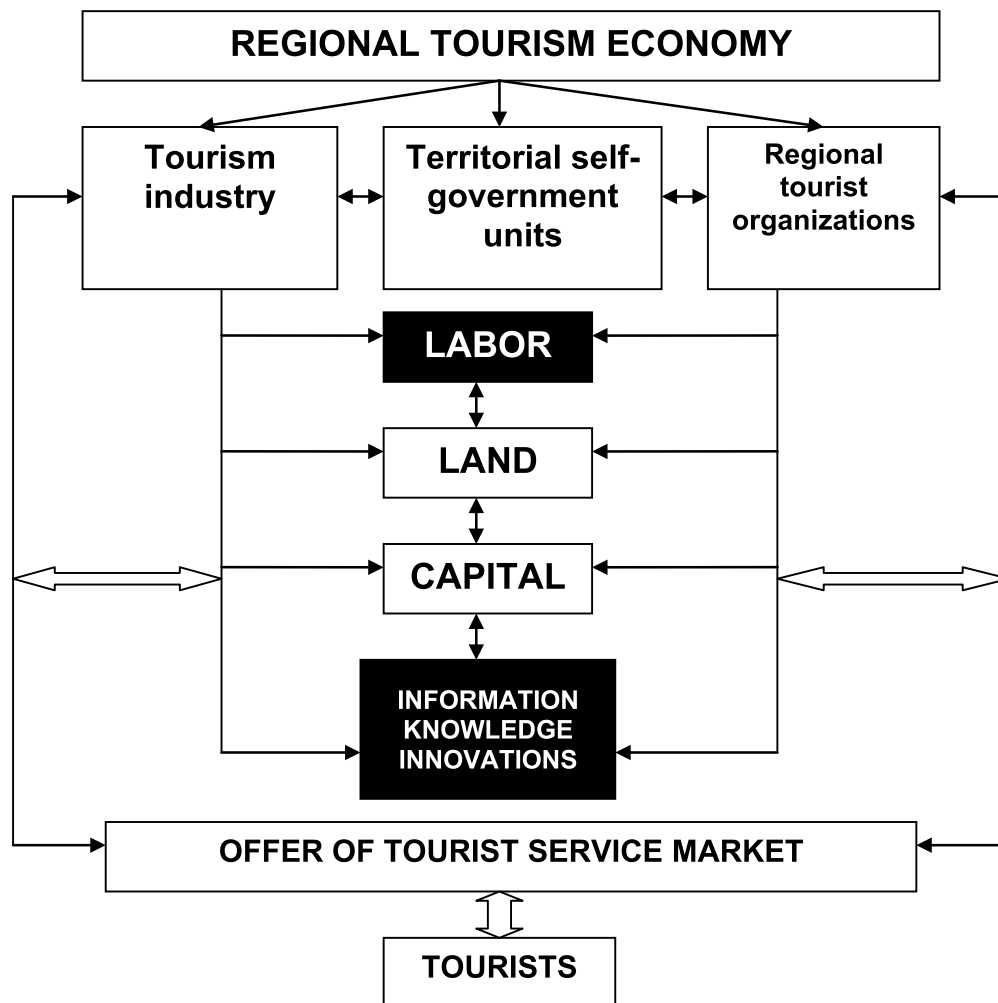 REGIONAL TOURISM ECONOMY
Tourism
industry
Territorial self-
government
units
Regional
tourist
organizations
LABOR
LAND
CAPITAL
INFORMATION
KNOWLEDGE
INNOVATIONS
OFFER OF TOURIST SERVICE MARKET
TOURISTS